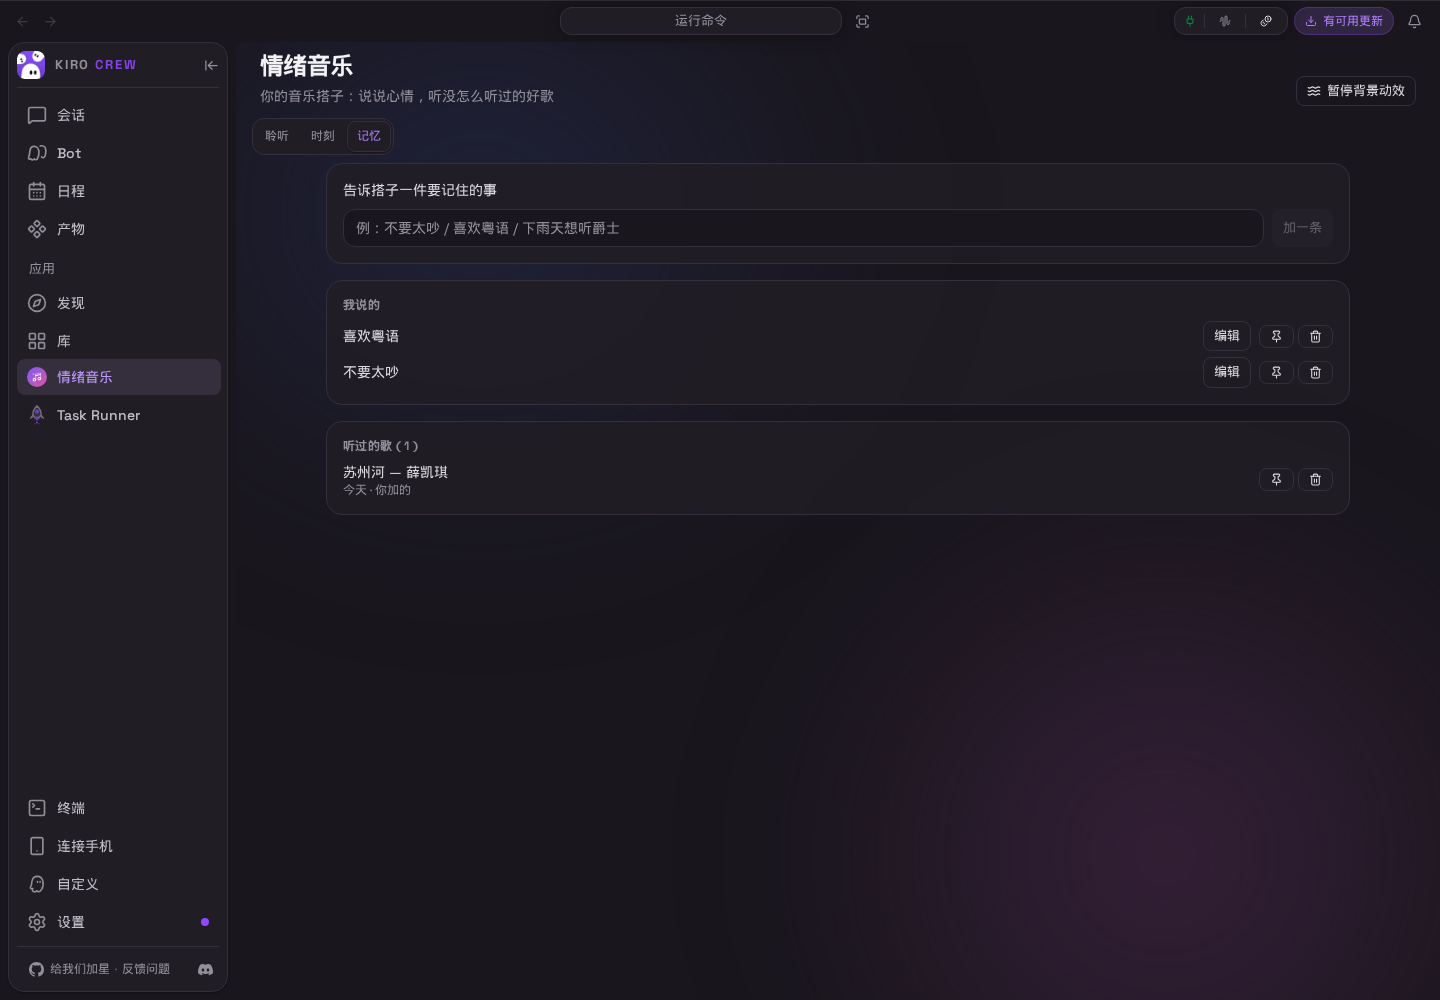 运行命令
有可用更新
KIRO CREW
会话
Bot
日程
产物
应用
发现
库
情绪音乐
Task Runner
终端
连接手机
自定义
设置
给我们加星 · 反馈问题
情绪音乐
你的音乐搭子：说说心情，听没怎么听过的好歌
暂停背景动效
聆听 时刻 记忆
告诉搭子一件要记住的事
例：不要太吵 / 喜欢粤语 / 下雨天想听爵士
加一条
我说的
喜欢粤语
编辑
不要太吵
编辑
听过的歌 (1)
苏州河 — 薛凯琪
今天 · 你加的